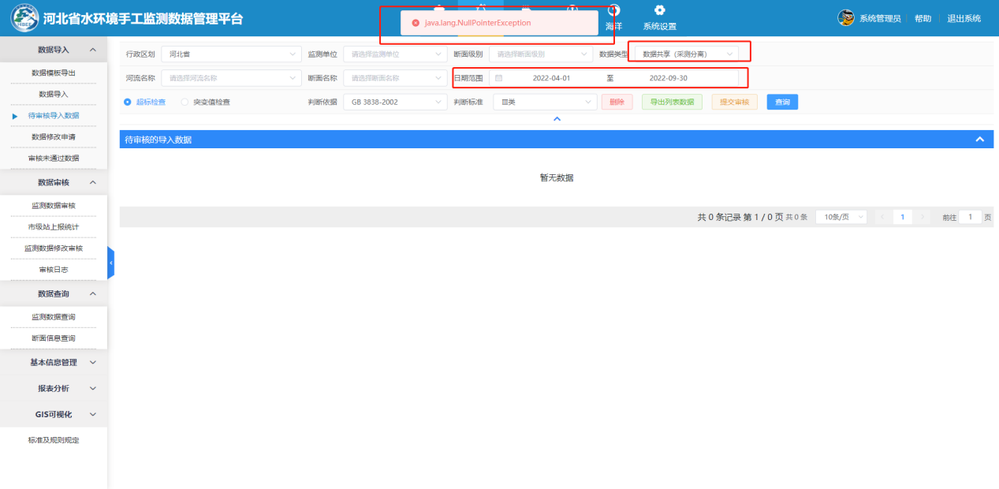 河北省水环境手工监测数据管理平台
java.lang.NullPointerException
海洋
系统设置
系统管理员
帮助
退出系统
数据导入
数据模板导出
数据导入
待审核导入数据
数据修改申请
审核未通过数据
数据审核
监测数据审核
市级站上报统计
监测数据修改审核
审核日志
数据查询
监测数据查询
断面信息查询
基本信息管理
报表分析
GIS可视化
标准及规则规定
行政区划 河北省 监测单位 请选择监测单位 断面级别 请选择断面级别 数据类型 数据共享（采测分离）
河流名称 请选择河流名称 断面名称 请选择断面名称 日期范围 2022-04-01 至 2022-09-30
超标检查 突变值检查 判断依据 GB 3838-2002 判断标准 Ⅲ类 删除 导出列表数据 提交审核 查询
待审核的导入数据
暂无数据
共 0 条记录 第 1 / 0 页 共 0 条 10条/页 1 前往 1 页